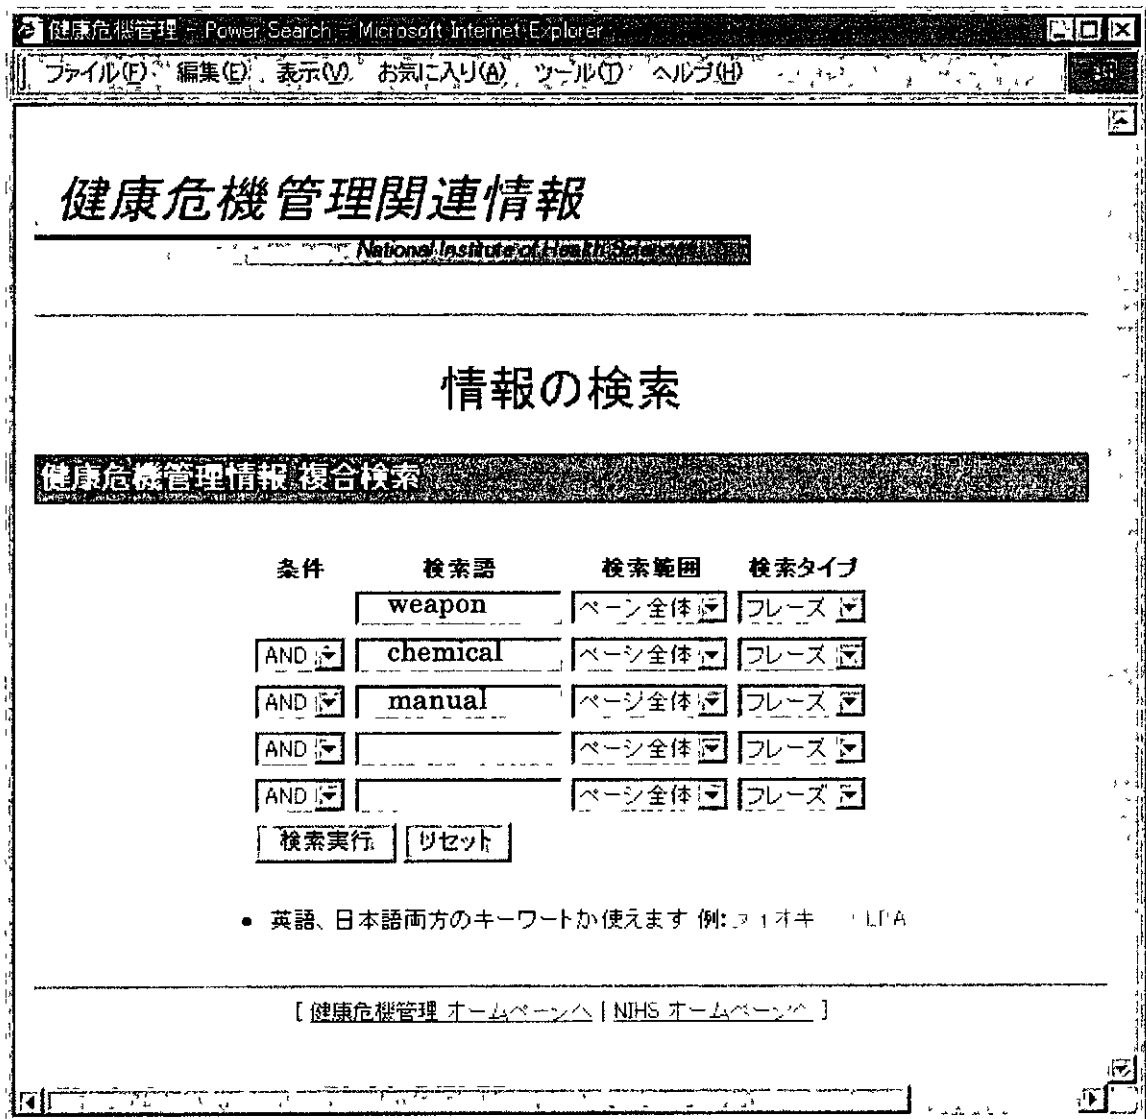 健康危機管理 - Power Search - Microsoft Internet Explorer
ファイル(F) 編集(E) 表示(V) お気に入り(A) ツール(T) ヘルプ(H)
健康危機管理関連情報
National Institute of Health Sciences
情報の検索
健康危機管理情報 複合検索
条件 検索語 検索範囲 検索タイプ
weapon ページ全体 フレーズ
AND chemical ページ全体 フレーズ
AND manual ページ全体 フレーズ
AND ページ全体 フレーズ
AND ページ全体 フレーズ
検索実行 リセット
• 英語、日本語両方のキーワードが使えます 例:
[ 健康危機管理 ホームページへ | NIHS ホームページへ ]